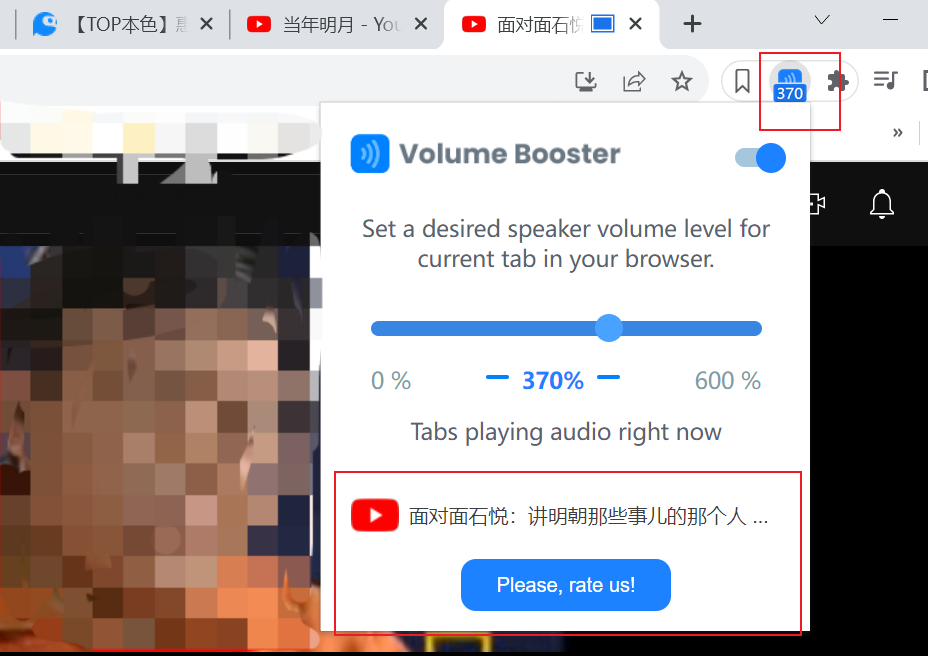 【TOP本色】
当年明月 - You
面对面石悦
370
»
Volume Booster
Set a desired speaker volume level for
current tab in your browser.
0 %
370%
600 %
Tabs playing audio right now
面对面石悦：讲明朝那些事儿的那个人 ...
Please, rate us!